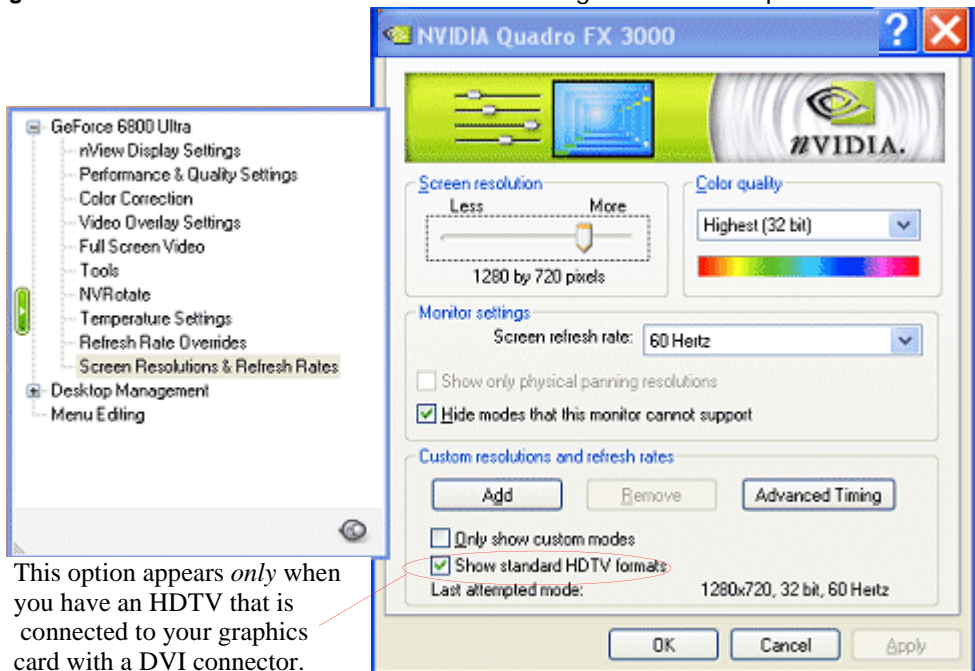 NVIDIA Quadro FX 3000
nVIDIA.
GeForce 6800 Ultra
nView Display Settings
Performance & Quality Settings
Color Correction
Video Overlay Settings
Full Screen Video
Tools
NVRotate
Temperature Settings
Refresh Rate Overrides
Screen Resolutions & Refresh Rates
Desktop Management
Menu Editing
This option appears only when
you have an HDTV that is
connected to your graphics
card with a DVI connector.
Screen resolution
Less More
1280 by 720 pixels
Color quality
Highest (32 bit)
Monitor settings
Screen refresh rate: 60 Hertz
Show only physical panning resolutions
Hide modes that this monitor cannot support
Custom resolutions and refresh rates
Add Remove Advanced Timing
Only show custom modes
Show standard HDTV formats
Last attempted mode: 1280x720, 32 bit, 60 Hertz
OK Cancel Apply